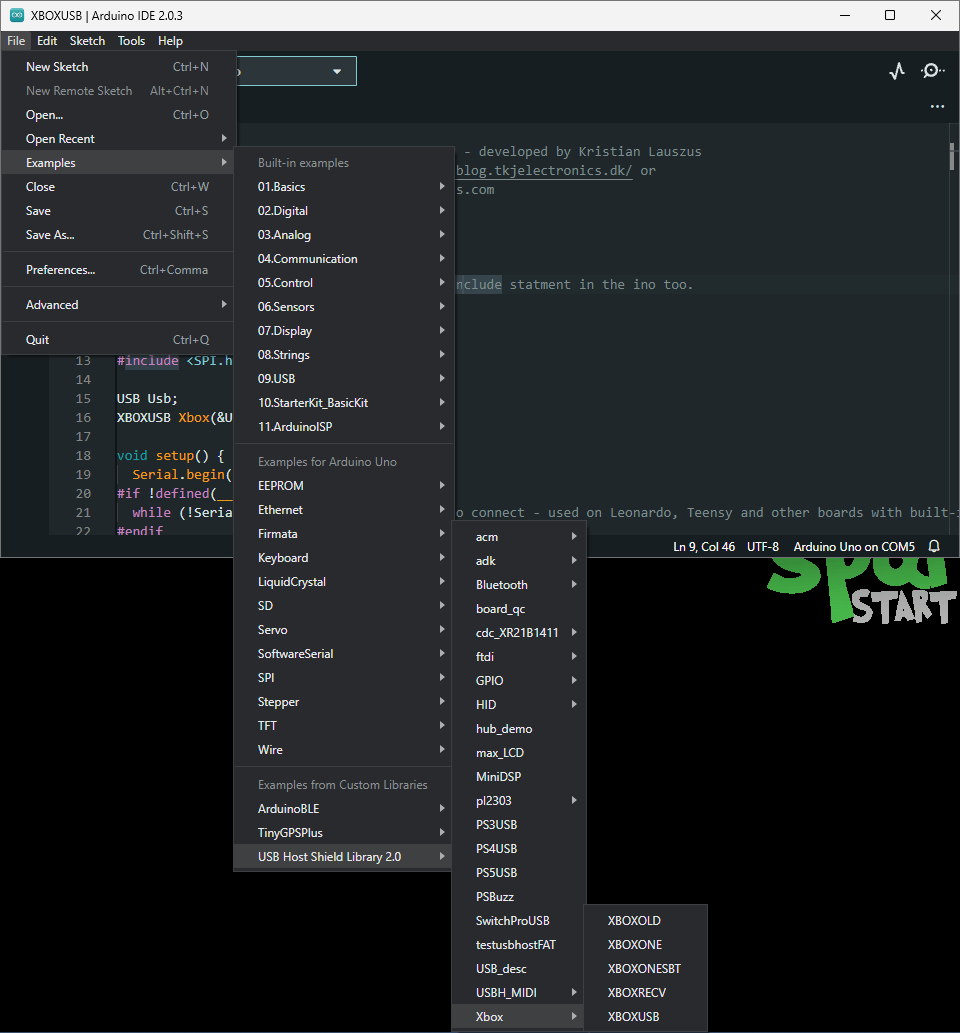 XBOXUSB | Arduino IDE 2.0.3
File Edit Sketch Tools Help
New Sketch Ctrl+N
New Remote Sketch Alt+Ctrl+N
Open... Ctrl+O
Open Recent
Examples
Close Ctrl+W
Save Ctrl+S
Save As... Ctrl+Shift+S
Preferences... Ctrl+Comma
Advanced
Quit Ctrl+Q
Built-in examples
01.Basics
02.Digital
03.Analog
04.Communication
05.Control
06.Sensors
07.Display
08.Strings
09.USB
10.StarterKit_BasicKit
11.ArduinoISP
Examples for Arduino Uno
EEPROM
Ethernet
Firmata
Keyboard
LiquidCrystal
SD
Servo
SoftwareSerial
SPI
Stepper
TFT
Wire
Examples from Custom Libraries
ArduinoBLE
TinyGPSPlus
USB Host Shield Library 2.0
acm
adk
Bluetooth
board_qc
cdc_XR21B1411
ftdi
GPIO
HID
hub_demo
max_LCD
MiniDSP
pl2303
PS3USB
PS4USB
PS5USB
PSBuzz
SwitchProUSB
testusbhostFAT
USB_desc
USBH_MIDI
Xbox
XBOXOLD
XBOXONE
XBOXONESBT
XBOXRECV
XBOXUSB
- developed by Kristian Lauszus
blog.tkjelectronics.dk/ or
s.com
nclude statment in the ino too.
13 #include <SPI.h
14
15 USB Usb;
16 XBOXUSB Xbox(&U
17
18 void setup() {
19 Serial.begin(
20 #if !defined(__
21 while (!Seria
o connect - used on Leonardo, Teensy and other boards with built-i
22 #endif
Ln 9, Col 46 UTF-8 Arduino Uno on COM5
START